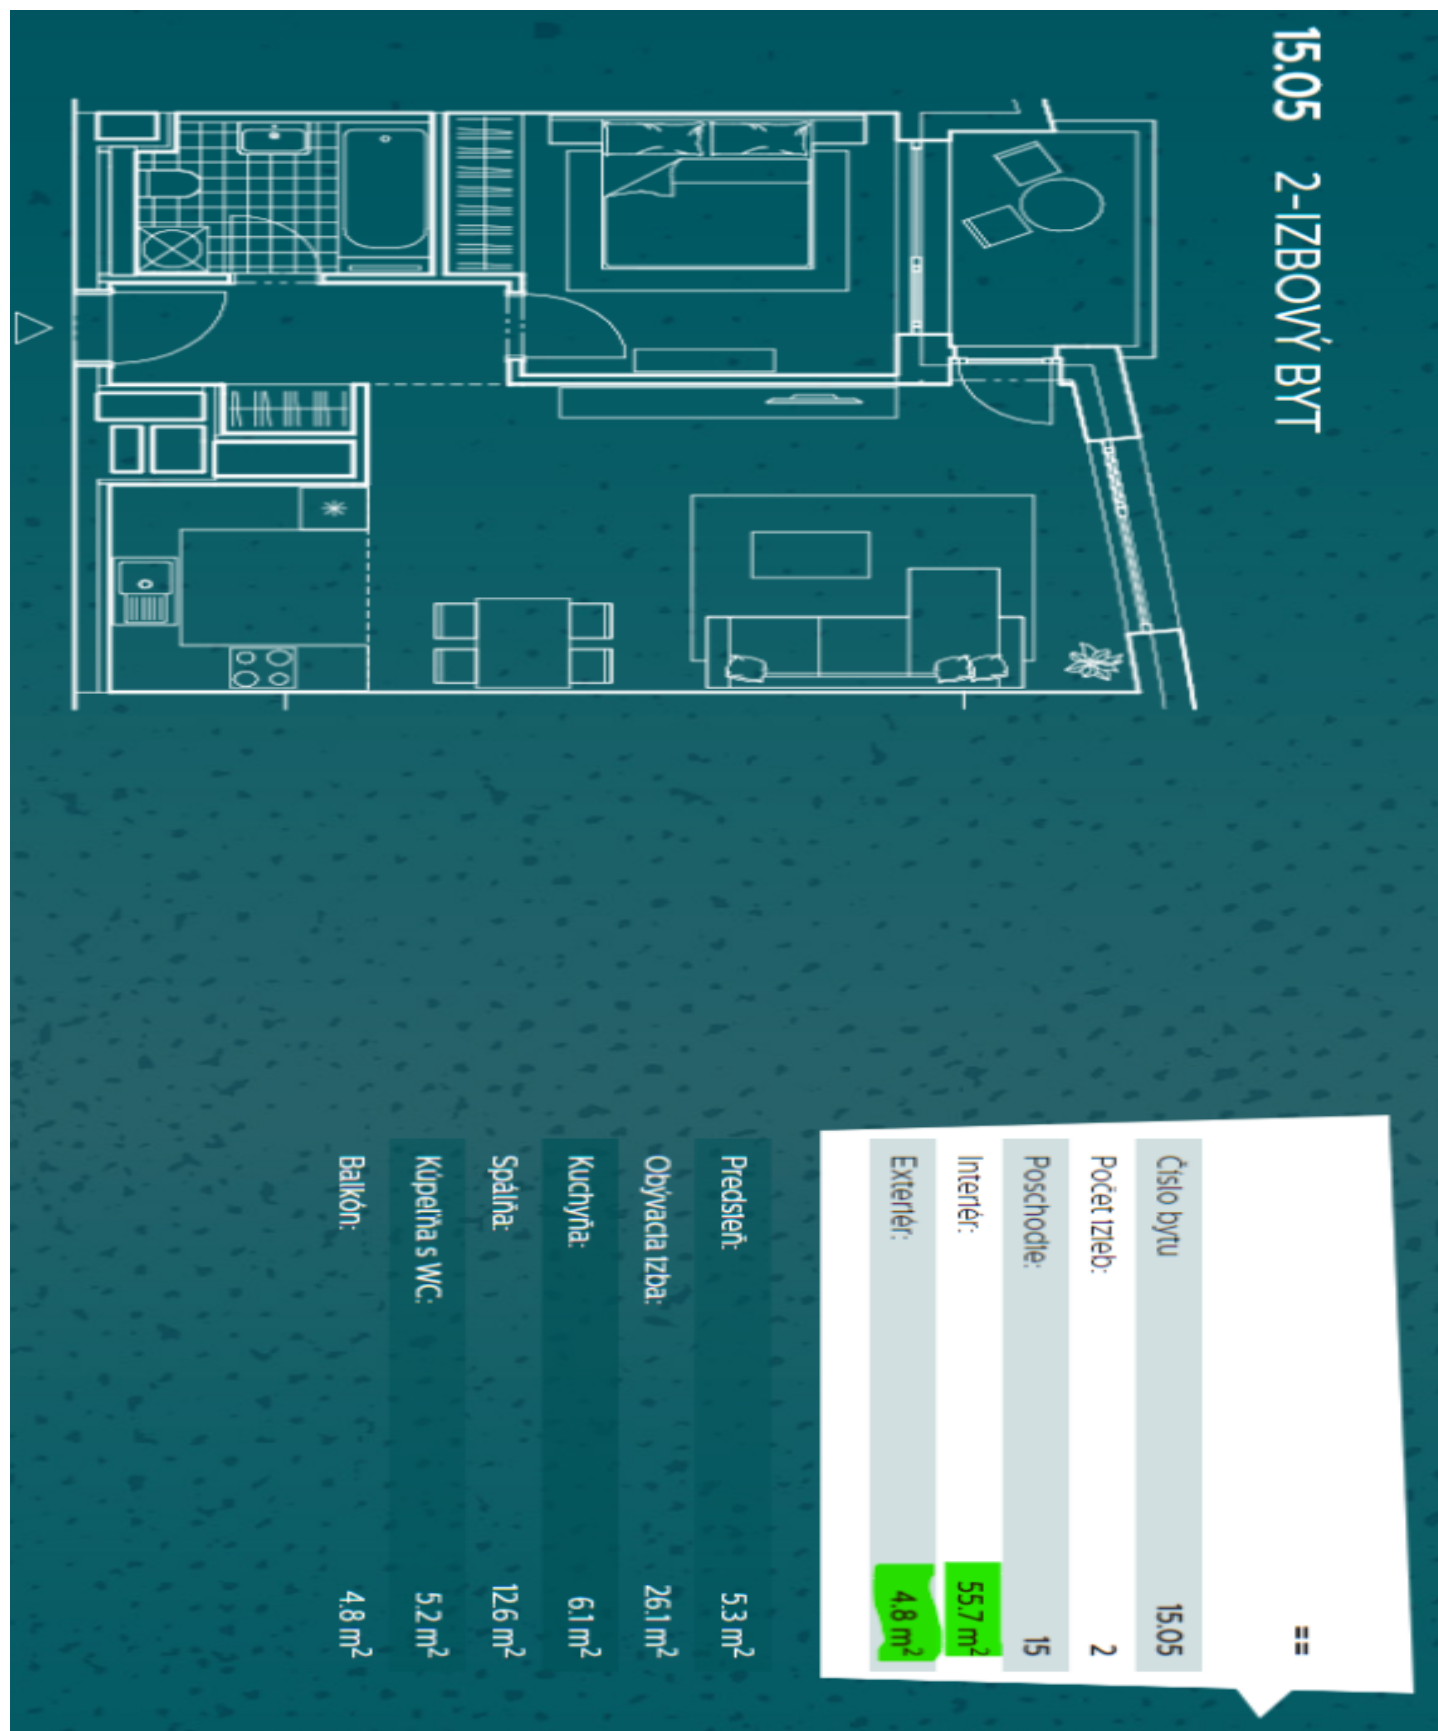 15.05 2-IZBOVÝ BYT
==
Číslo bytu 15.05
Počet izieb: 2
Poschodie: 15
Interiér: 55.7 m²
Exteriér: 4.8 m²
Predsieň: 5.3 m²
Obývacia izba: 26.1 m²
Kuchyňa: 6.1 m²
Spálňa: 12.6 m²
Kúpeľňa s WC: 5.2 m²
Balkón: 4.8 m²